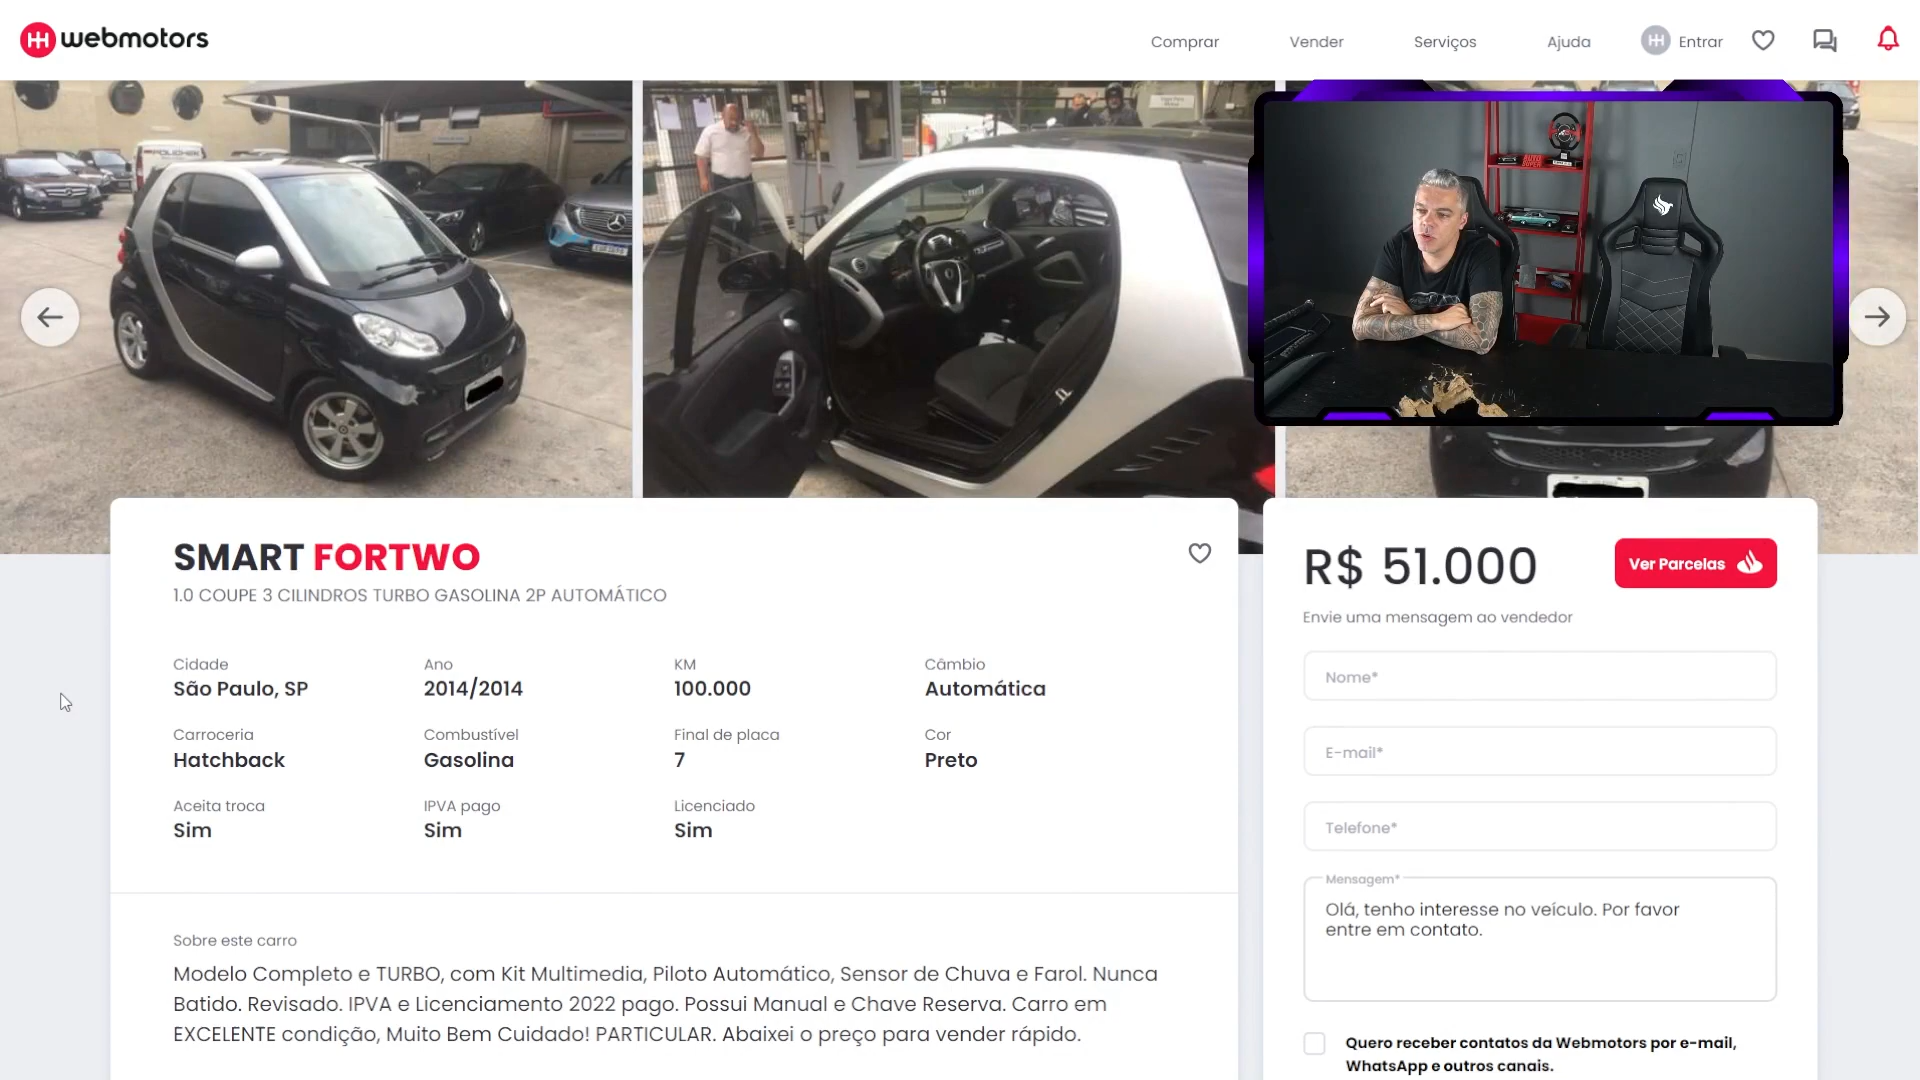 webmotors
Comprar
Vender
Serviços
Ajuda
Entrar
SMART FORTWO
1.0 COUPE 3 CILINDROS TURBO GASOLINA 2P AUTOMÁTICO
Cidade
São Paulo, SP
Ano
2014/2014
KM
100.000
Câmbio
Automática
Carroceria
Hatchback
Combustível
Gasolina
Final de placa
7
Cor
Preto
Aceita troca
Sim
IPVA pago
Sim
Licenciado
Sim
Sobre este carro
Modelo Completo e TURBO, com Kit Multimedia, Piloto Automático, Sensor de Chuva e Farol. Nunca
Batido. Revisado. IPVA e Licenciamento 2022 pago. Possui Manual e Chave Reserva. Carro em
EXCELENTE condição, Muito Bem Cuidado! PARTICULAR. Abaixei o preço para vender rápido.
R$ 51.000
Ver Parcelas
Envie uma mensagem ao vendedor
Nome*
E-mail*
Telefone*
Mensagem*
Olá, tenho interesse no veículo. Por favor
entre em contato.
Quero receber contatos da Webmotors por e-mail,
WhatsApp e outros canais.